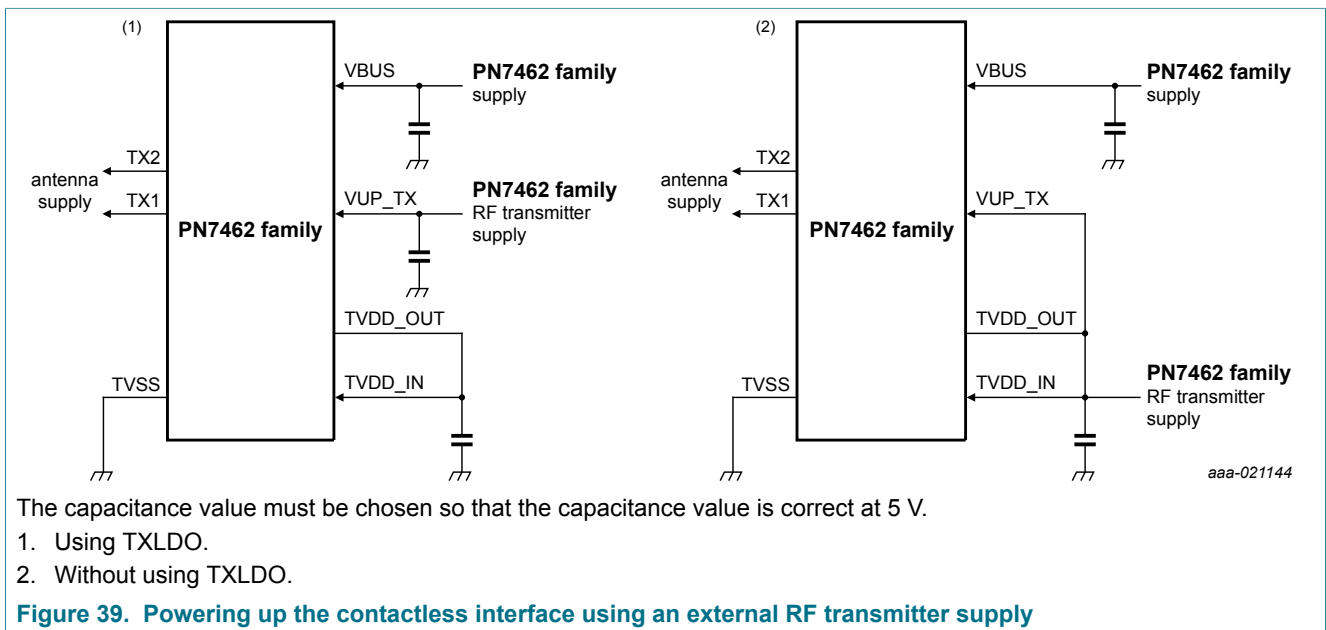 (1)
VBUS
PN7462 family
supply
TX2
antenna
supply
TX1
VUP_TX
PN7462 family
RF transmitter
supply
PN7462 family
TVDD_OUT
TVSS
TVDD_IN
(2)
VBUS
PN7462 family
supply
TX2
antenna
supply
TX1
VUP_TX
PN7462 family
TVDD_OUT
TVSS
TVDD_IN
PN7462 family
RF transmitter
supply
aaa-021144
The capacitance value must be chosen so that the capacitance value is correct at 5 V.
1. Using TXLDO.
2. Without using TXLDO.
Figure 39. Powering up the contactless interface using an external RF transmitter supply